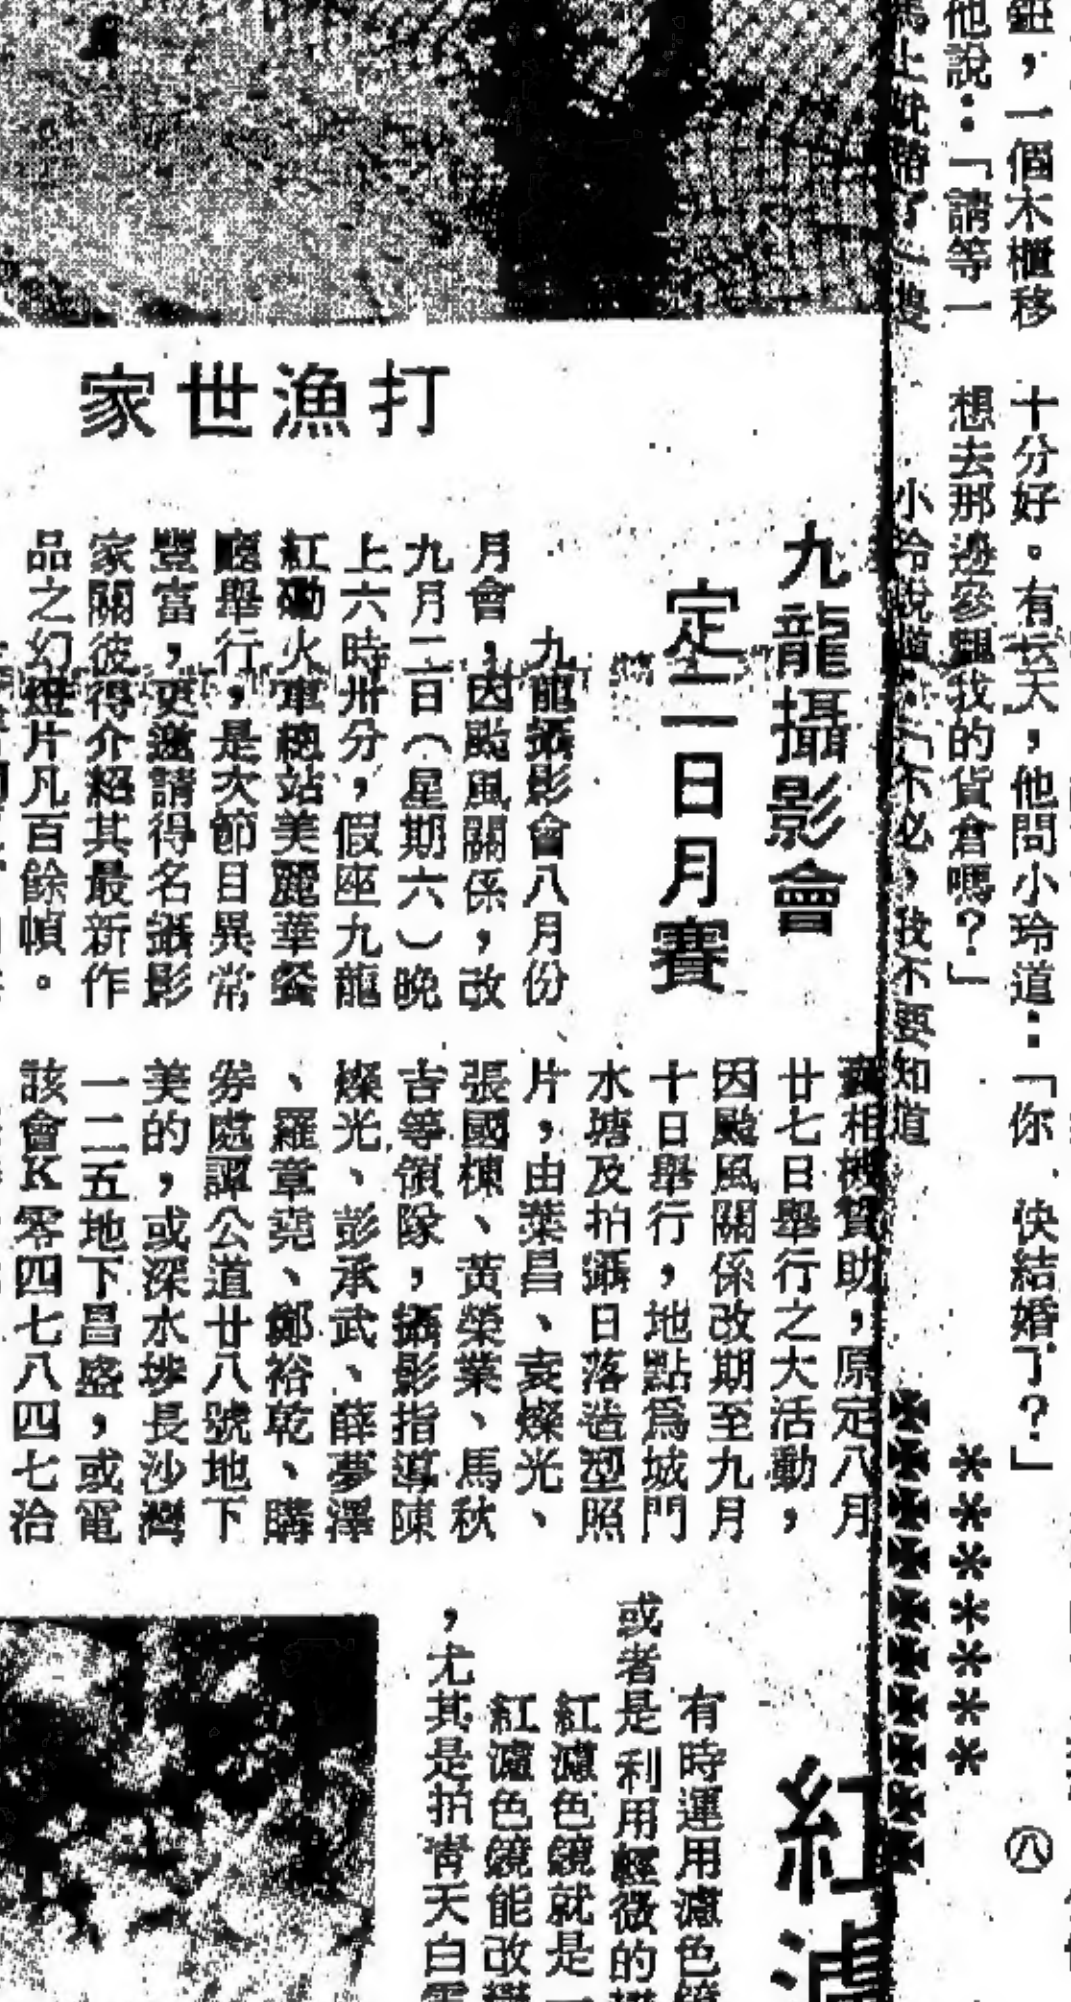 鈕，一個木櫃移
他說：「請等一
十分好。有一天，他問小玲道：「你
想去那邊參觀我的貨倉嗎？」
小玲說道：「不必，我不要知道
快結婚了？」
＊＊＊＊＊＊＊
㊇
打漁世家
九龍攝影會
定二日月賽
九龍攝影會八月份
月會，因颱風關係，改
九月二日（星期六）晚
上六時卅分，假座九龍
紅磡火車總站美麗華餐
廳舉行，是次節目異常
豐富，更邀請得名攝影
家關彼得介紹其最新作
品之幻燈片凡百餘幀。
相機貿助，原定八月
廿七日舉行之大活動，
因颱風關係改期至九月
十日舉行，地點為城門
水塘及拍攝日落造型照
片，由葉昌、袁燦光、
張國棟、黃榮業、馬秋
吉等領隊，攝影指導陳
燦光、彭承武、薛夢澤
、羅章堯、鄭裕乾、購
券處譚公道廿八號地下
美的，或深水埗長沙灣
一二五地下昌盛，或電
該會K零四七八四七洽
紅濾
有時運用濾色鏡
或者是利用輕微的
紅濾色鏡就是一
紅濾色鏡能改變
，尤其是拍青天白雲